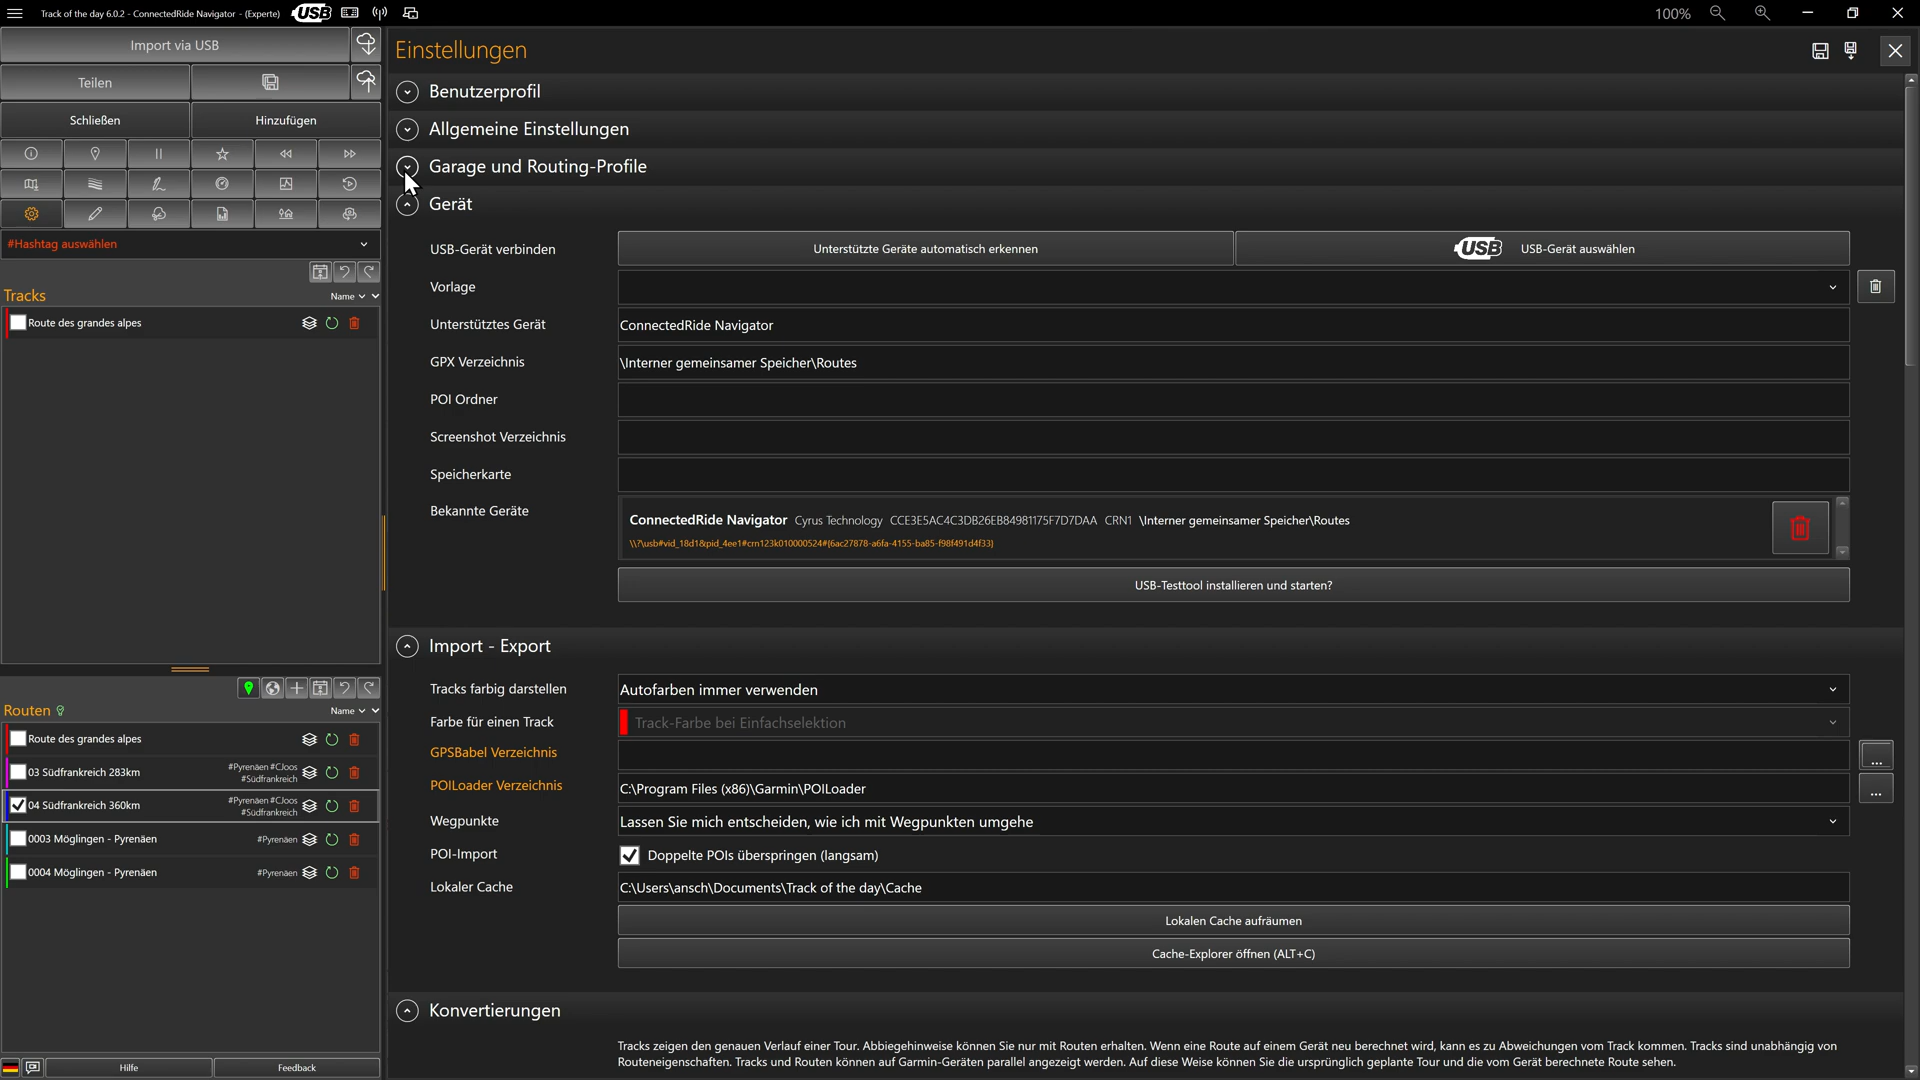 Track of the day 6.0.2 - ConnectedRide Navigator - (Experte)
USB
100%
Import via USB
Teilen
Schließen
Hinzufügen
#Hashtag auswählen
Tracks
Name
Route des grandes alpes
Routen
Name
Route des grandes alpes
03 Südfrankreich 283km
#Pyrenäen #CJoos
#Südfrankreich
04 Südfrankreich 360km
#Pyrenäen #CJoos
#Südfrankreich
0003 Möglingen - Pyrenäen
#Pyrenäen
0004 Möglingen - Pyrenäen
#Pyrenäen
Hilfe
Feedback
Einstellungen
Benutzerprofil
Allgemeine Einstellungen
Garage und Routing-Profile
Gerät
USB-Gerät verbinden
Unterstützte Geräte automatisch erkennen
USB
USB-Gerät auswählen
Vorlage
Unterstütztes Gerät
ConnectedRide Navigator
GPX Verzeichnis
\Interner gemeinsamer Speicher\Routes
POI Ordner
Screenshot Verzeichnis
Speicherkarte
Bekannte Geräte
ConnectedRide Navigator Cyrus Technology CCE3E5AC4C3DB26EB84981175F7D7DAA CRN1 \Interner gemeinsamer Speicher\Routes
\\?\usb#vid_18d1&pid_4ee1#crn123k010000524#{6ac27878-a6fa-4155-ba85-f98f491d4f33}
USB-Testtool installieren und starten?
Import - Export
Tracks farbig darstellen
Autofarben immer verwenden
Farbe für einen Track
Track-Farbe bei Einfachselektion
GPSBabel Verzeichnis
...
POILoader Verzeichnis
C:\Program Files (x86)\Garmin\POILoader
...
Wegpunkte
Lassen Sie mich entscheiden, wie ich mit Wegpunkten umgehe
POI-Import
Doppelte POIs überspringen (langsam)
Lokaler Cache
C:\Users\ansch\Documents\Track of the day\Cache
Lokalen Cache aufräumen
Cache-Explorer öffnen (ALT+C)
Konvertierungen
Tracks zeigen den genauen Verlauf einer Tour. Abbiegehinweise können Sie nur mit Routen erhalten. Wenn eine Route auf einem Gerät neu berechnet wird, kann es zu Abweichungen vom Track kommen. Tracks sind unabhängig von
Routeneigenschaften. Tracks und Routen können auf Garmin-Geräten parallel angezeigt werden. Auf diese Weise können Sie die ursprünglich geplante Tour und die vom Gerät berechnete Route sehen.